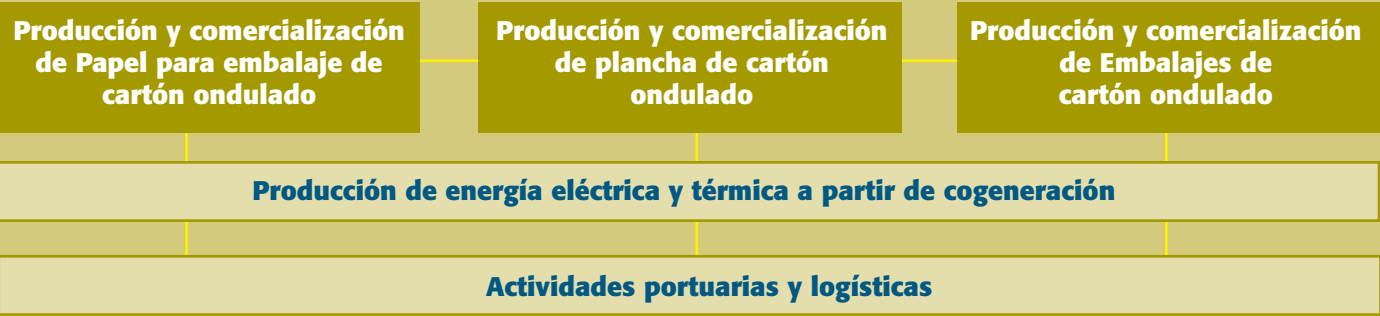 Producción y comercialización
de Papel para embalaje de
cartón ondulado
Producción y comercialización
de plancha de cartón
ondulado
Producción y comercialización
de Embalajes de
cartón ondulado
Producción de energía eléctrica y térmica a partir de cogeneración
Actividades portuarias y logísticas